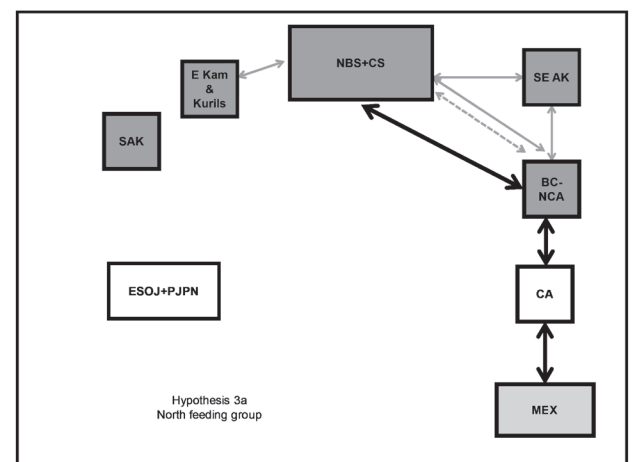 NBS+CS
E Kam
&
Kurils
SE AK
SAK
BC-
NCA
ESOJ+PJPN
CA
Hypothesis 3a
North feeding group
MEX